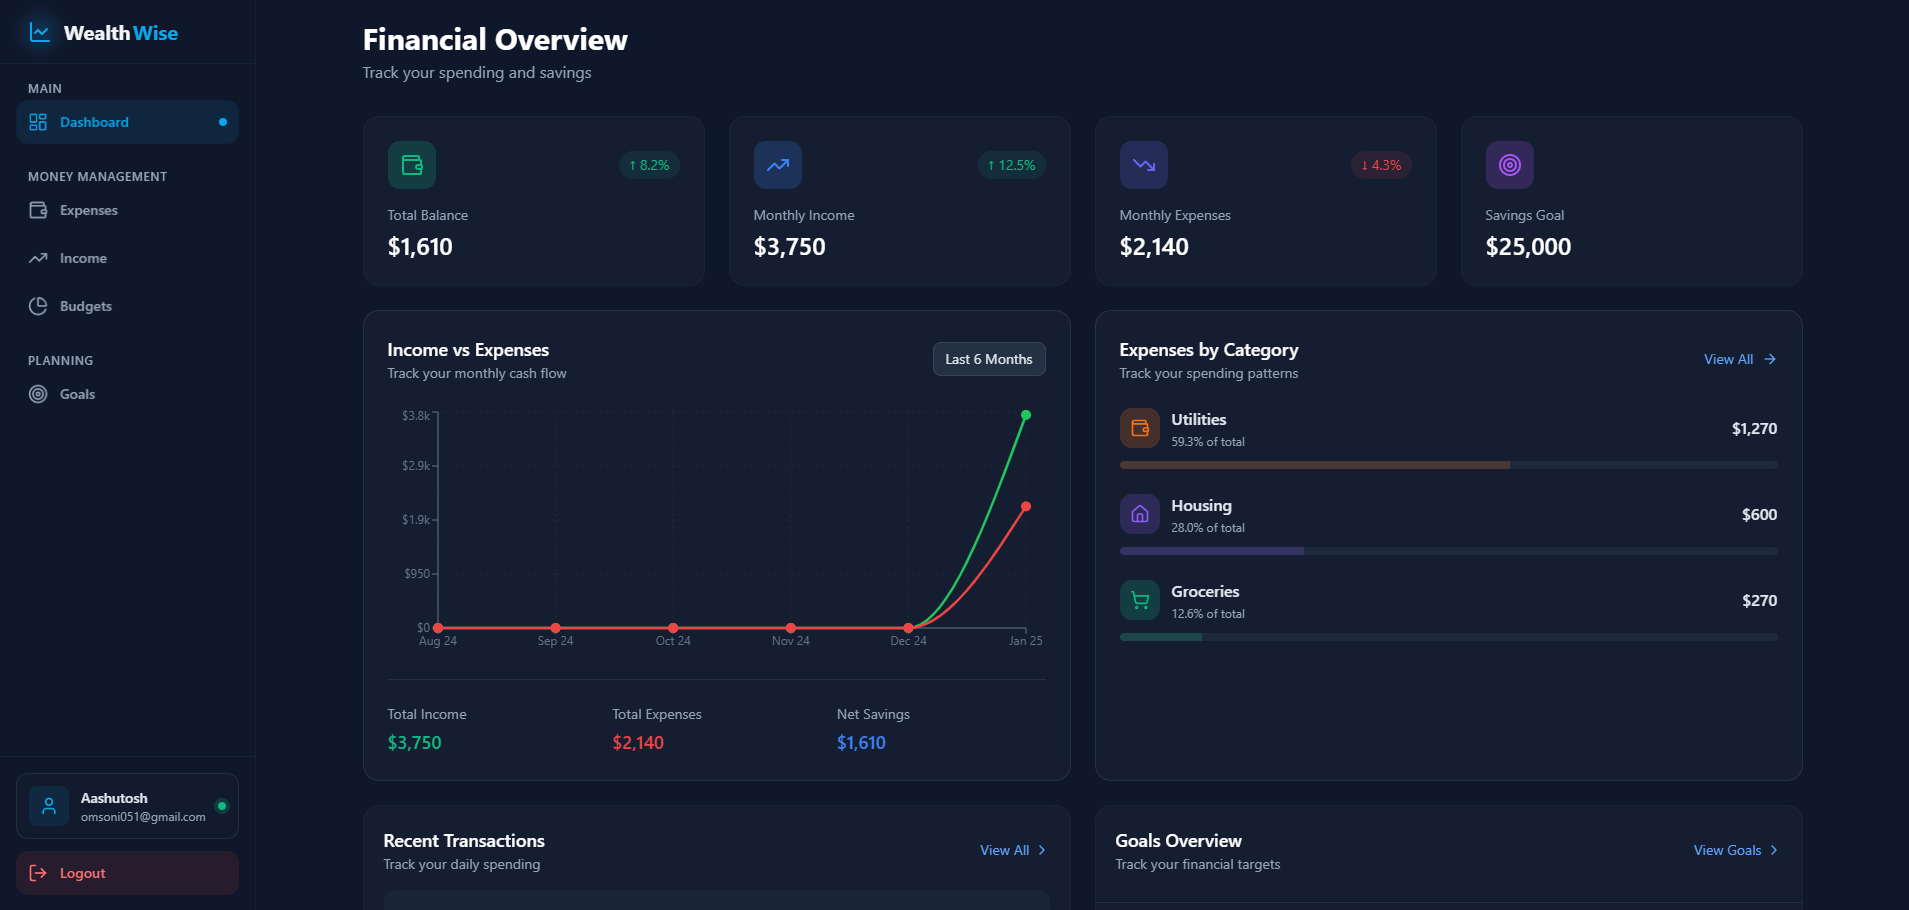 WealthWise
MAIN
Dashboard
MONEY MANAGEMENT
Expenses
Income
Budgets
PLANNING
Goals
Aashutosh
omsoni051@gmail.com
Logout
Financial Overview
Track your spending and savings
↑ 8.2%
Total Balance
$1,610
↑ 12.5%
Monthly Income
$3,750
↓ 4.3%
Monthly Expenses
$2,140
Savings Goal
$25,000
Income vs Expenses
Track your monthly cash flow
Last 6 Months
$3.8k
$2.9k
$1.9k
$950
$0
Aug 24 Sep 24 Oct 24 Nov 24 Dec 24 Jan 25
Total Income
$3,750
Total Expenses
$2,140
Net Savings
$1,610
Expenses by Category
Track your spending patterns
View All
Utilities
59.3% of total
$1,270
Housing
28.0% of total
$600
Groceries
12.6% of total
$270
Recent Transactions
Track your daily spending
View All
Goals Overview
Track your financial targets
View Goals